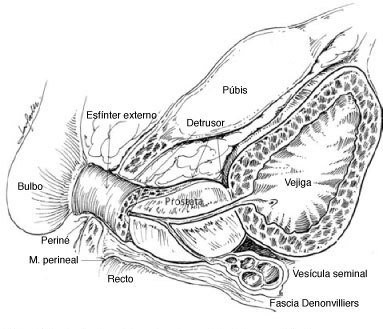 Púbis
Esfínter externo
Detrusor
Vejiga
Bulbo
Próstata
Periné
M. perineal
Recto
Vesícula seminal
Fascia Denonvilliers